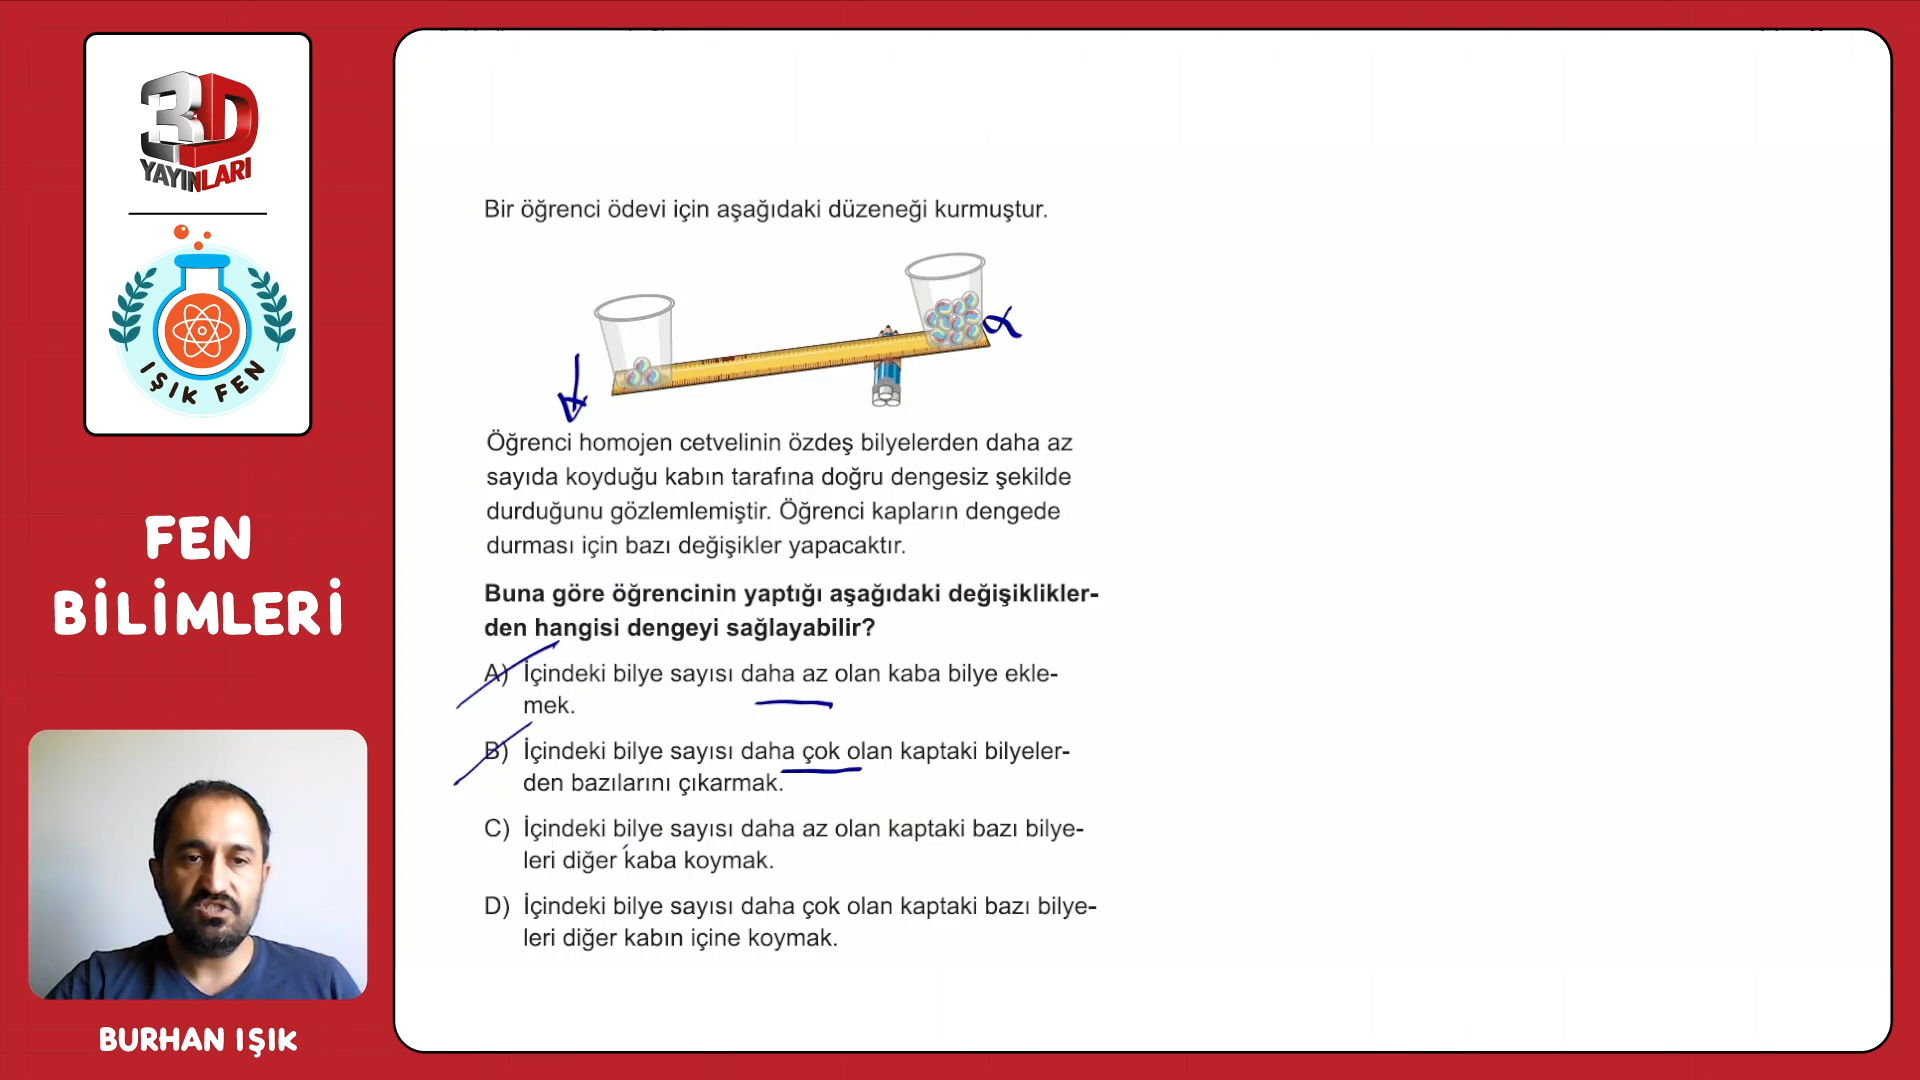 3D
YAYINLARI
IŞIK FEN
FEN
BİLİMLERİ
BURHAN IŞIK
Bir öğrenci ödevi için aşağıdaki düzeneği kurmuştur.
Öğrenci homojen cetvelinin özdeş bilyelerden daha az
sayıda koyduğu kabın tarafına doğru dengesiz şekilde
durduğunu gözlemlemiştir. Öğrenci kapların dengede
durması için bazı değişikler yapacaktır.
Buna göre öğrencinin yaptığı aşağıdaki değişiklikler-
den hangisi dengeyi sağlayabilir?
A) İçindeki bilye sayısı daha az olan kaba bilye ekle-
mek.
B) İçindeki bilye sayısı daha çok olan kaptaki bilyeler-
den bazılarını çıkarmak.
C) İçindeki bilye sayısı daha az olan kaptaki bazı bilye-
leri diğer kaba koymak.
D) İçindeki bilye sayısı daha çok olan kaptaki bazı bilye-
leri diğer kabın içine koymak.